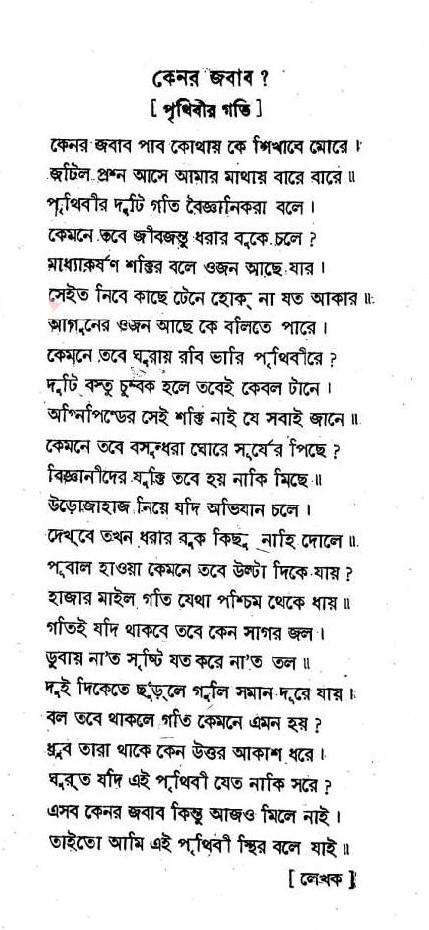 কেনর জবাব ?
[ পৃথিবীর গতি ]
কেনর জবাব পাব কোথায় কে শিখাবে মোরে ।
জটিল প্রশ্ন আসে আমার মাথায় বারে বারে ॥
পৃথিবীর দুটি গতি বৈজ্ঞানিকরা বলে ।
কেমনে তবে জীবজন্তু ধরার বুকে চলে ?
মাধ্যাকর্ষণ শক্তির বলে ওজন আছে যার ।
সেইত নিবে কাছে টেনে হোক্ না যত আকার ॥
আগুনের ওজন আছে কে বলিতে পারে ।
কেমনে তবে ঘুরায় রবি ভারি পৃথিবীরে ?
দুটি বস্তু চুম্বক হলে তবেই কেবল টানে ।
অগ্নিপিণ্ডের সেই শক্তি নাই যে সবাই জানে ॥
কেমনে তবে বসুন্ধরা ঘোরে সূর্যের পিছে ?
বিজ্ঞানীদের যুক্তি তবে হয় নাকি মিছে ॥
উড়োজাহাজ নিয়ে যদি অভিযান চলে ।
দেখ্‌বে তখন ধরার বুক কিছু নাহি দোলে ॥
পূবাল হাওয়া কেমনে তবে উল্টা দিকে যায় ?
হাজার মাইল গতি যেথা পশ্চিম থেকে ধায় ॥
গতিই যদি থাকবে তবে কেন সাগর জল ।
ডুবায় না'ত সৃষ্টি যত করে না'ত তল ॥
দুই দিকেতে ছুঁড়লে গুলি সমান দূরে যায় ।
বল তবে থাকলে গতি কেমনে এমন হয় ?
ধ্রুব তারা থাকে কেন উত্তর আকাশ ধরে ।
ঘুরত যদি এই পৃথিবী যেত নাকি সরে ?
এসব কেনর জবাব কিন্তু আজও মিলে নাই ।
তাইতো আমি এই পৃথিবী স্থির বলে যাই ॥
[ লেখক ]